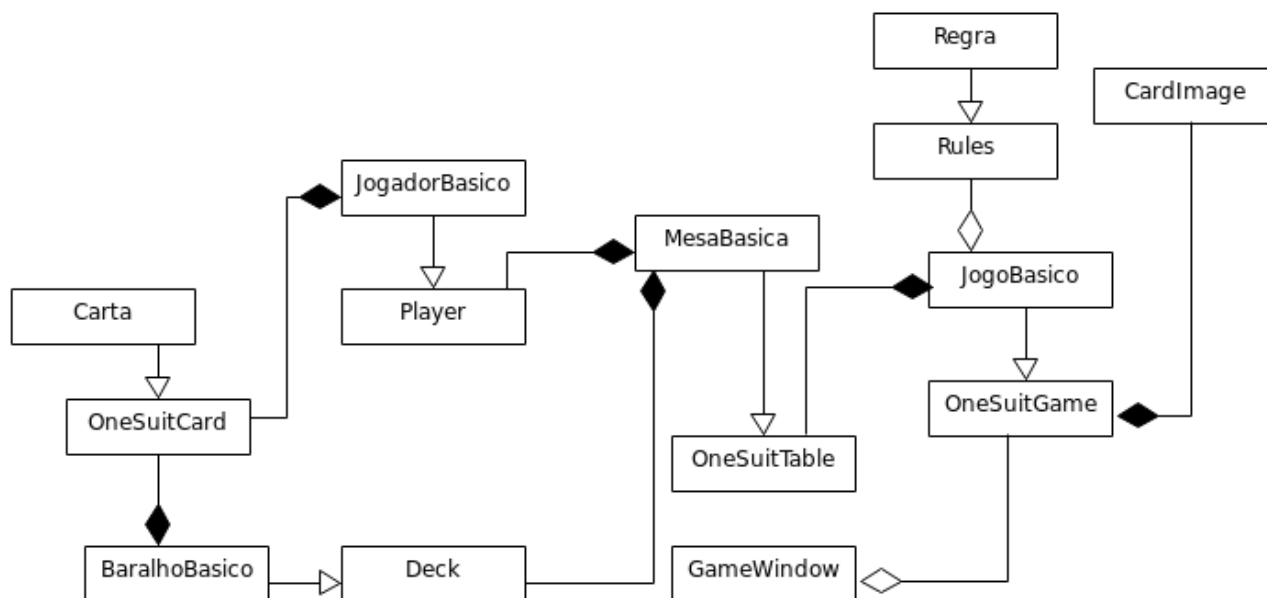 Regra
CardImage
Rules
JogadorBasico
MesaBasica
JogoBasico
Carta
Player
OneSuitCard
OneSuitGame
OneSuitTable
BaralhoBasico
Deck
GameWindow